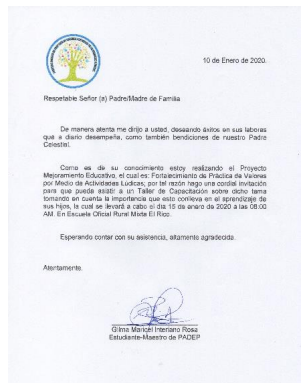 10 de Enero de 2020.
Respetable Señor (a) Padre/Madre de Familia
De manera atenta me dirijo a usted, deseando éxitos en sus labores
que a diario desempeña, como también bendiciones de nuestro Padre
Celestial.
Como es de su conocimiento estoy realizando el Proyecto
Mejoramiento Educativo, el cual es: Fortalecimiento de Práctica de Valores
por Medio de Actividades Lúdicas; por tal razón hago una cordial invitación
para que pueda asistir a un Taller de Capacitación sobre dicho tema
tomando en cuenta la importancia que esto conlleva en el aprendizaje de
sus hijos, la cual se llevará a cabo el día 15 de enero de 2020 a las 08:00
AM. En Escuela Oficial Rural Mixta El Rico.
Esperando contar con su asistencia, altamente agradecida.
Atentamente.
Gilma Maricel Interiano Rosa
Estudiante-Maestro de PADEP